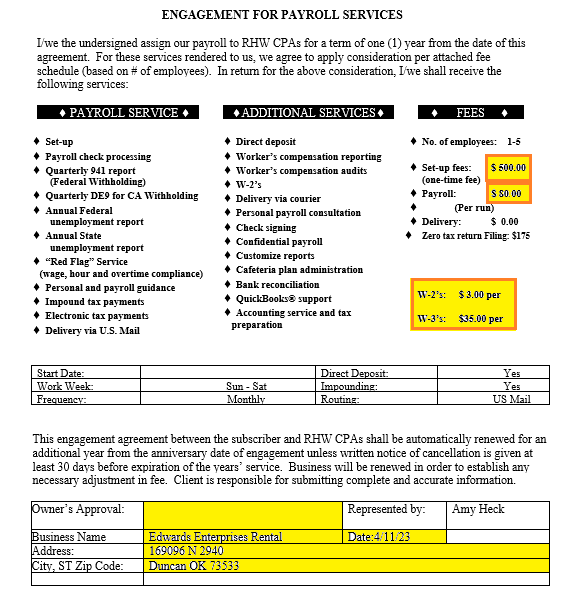 ENGAGEMENT FOR PAYROLL SERVICES
I/we the undersigned assign our payroll to RHW CPAs for a term of one (1) year from the date of this
agreement. For these services rendered to us, we agree to apply consideration per attached fee
schedule (based on # of employees). In return for the above consideration, I/we shall receive the
following services:
♦ PAYROLL SERVICE ♦
♦ Set-up
♦ Payroll check processing
♦ Quarterly 941 report
(Federal Withholding)
♦ Quarterly DE9 for CA Withholding
♦ Annual Federal
unemployment report
♦ Annual State
unemployment report
♦ “Red Flag” Service
(wage, hour and overtime compliance)
♦ Personal and payroll guidance
♦ Impound tax payments
♦ Electronic tax payments
♦ Delivery via U.S. Mail
♦ADDITIONAL SERVICES♦
♦ Direct deposit
♦ Worker’s compensation reporting
♦ Worker’s compensation audits
♦ W-2’s
♦ Delivery via courier
♦ Personal payroll consultation
♦ Check signing
♦ Confidential payroll
♦ Customize reports
♦ Cafeteria plan administration
♦ Bank reconciliation
♦ QuickBooks® support
♦ Accounting service and tax
preparation
♦ FEES ♦
♦ No. of employees: 1-5
♦ Set-up fees: $ 500.00
(one-time fee)
♦ Payroll: $ 80.00
♦ (Per run)
♦ Delivery: $ 0.00
♦ Zero tax return Filing: $175
W-2’s: $ 3.00 per
W-3’s: $35.00 per
Start Date: Direct Deposit: Yes
Work Week: Sun - Sat Impounding: Yes
Frequency: Monthly Routing: US Mail
This engagement agreement between the subscriber and RHW CPAs shall be automatically renewed for an
additional year from the anniversary date of engagement unless written notice of cancellation is given at
least 30 days before expiration of the years’ service. Business will be renewed in order to establish any
necessary adjustment in fee. Client is responsible for submitting complete and accurate information.
Owner’s Approval: Represented by: Amy Heck
Business Name Edwards Enterprises Rental Date:4/11/23
Address: 169096 N 2940
City, ST Zip Code: Duncan OK 73533